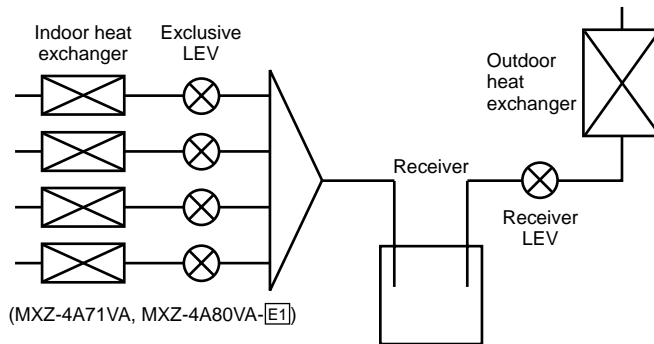 Indoor heat
exchanger
Exclusive
LEV
Outdoor
heat
exchanger
Receiver
Receiver
LEV
(MXZ-4A71VA, MXZ-4A80VA-E1)